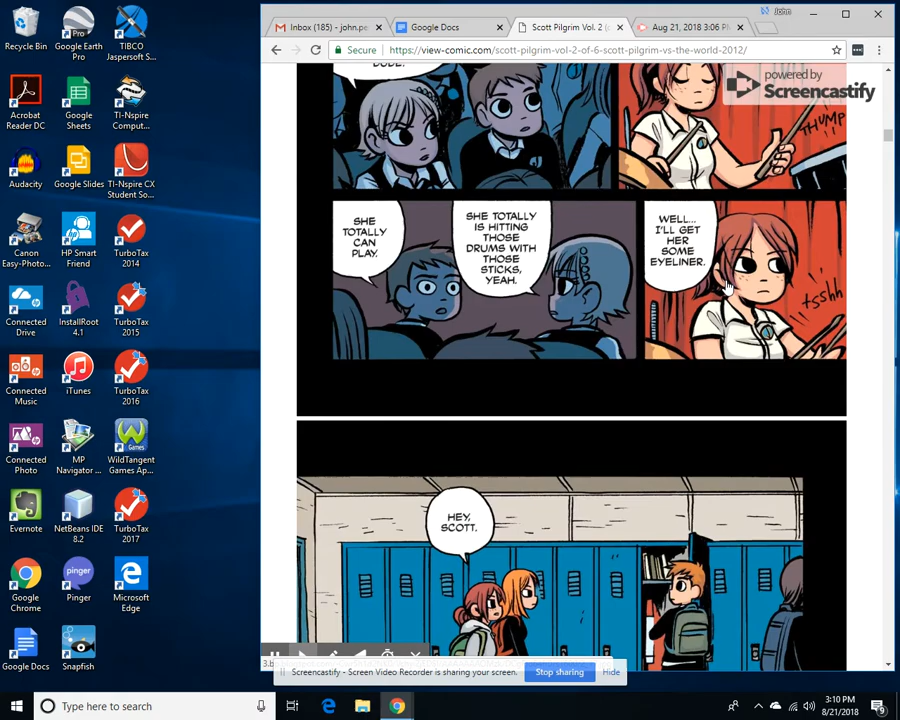 Recycle Bin
Google Earth
Pro
TIBCO
Jaspersoft S...
Acrobat
Reader DC
Google
Sheets
TI-Nspire
Comput...
Audacity
Google Slides
TI-Nspire CX
Student So...
Canon
Easy-Photo...
HP Smart
Friend
TurboTax
2014
Connected
Drive
InstallRoot
4.1
TurboTax
2015
Connected
Music
iTunes
TurboTax
2016
Connected
Photo
MP
Navigator ...
WildTangent
Games Ap...
Evernote
NetBeans IDE
8.2
TurboTax
2017
Google
Chrome
Pinger
Microsoft
Edge
Google Docs
Snapfish
John
Inbox (185) - john.pe
Google Docs
Scott Pilgrim Vol. 2 (
Aug 21, 2018 3:06 P
Secure
https://view-comic.com/scott-pilgrim-vol-2-of-6-scott-pilgrim-vs-the-world-2012/
powered by
Screencastify
DUDE.
THUMP
SHE
TOTALLY
CAN
PLAY.
SHE TOTALLY
IS HITTING
THOSE
DRUMS WITH
THOSE
STICKS,
YEAH.
WELL...
I'LL GET
HER
SOME
EYELINER.
tsshh
HEY,
SCOTT.
Screencastify - Screen Video Recorder is sharing your screen.
Stop sharing
Hide
Type here to search
3:10 PM
8/21/2018